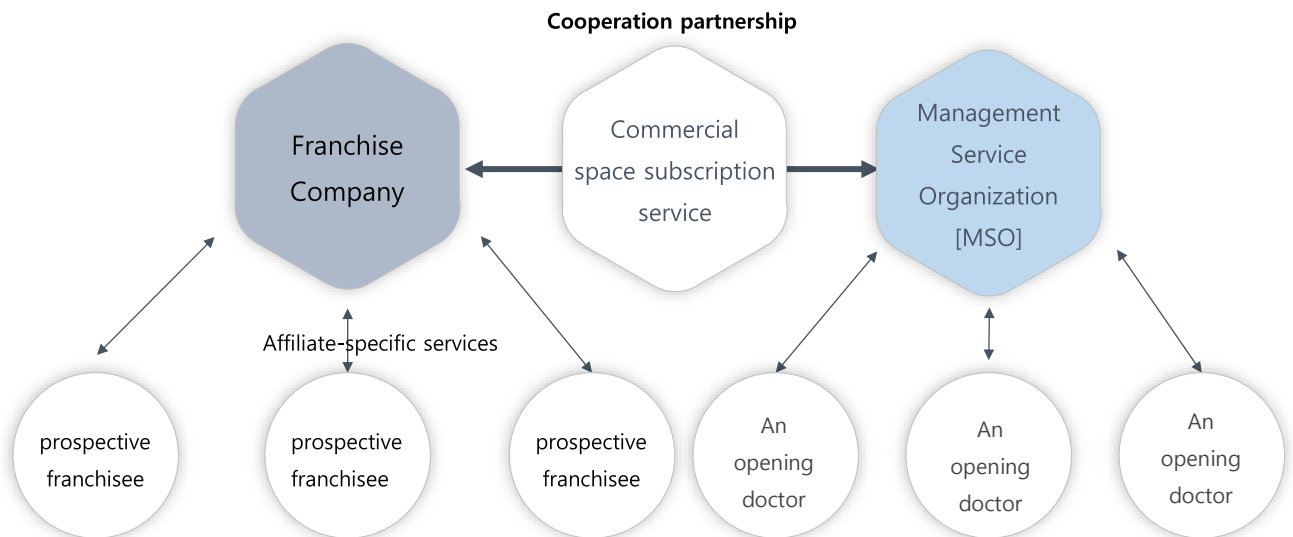 Cooperation partnership
Franchise
Company
Commercial
space subscription
service
Management
Service
Organization
[MSO]
Affiliate-specific services
prospective
franchisee
prospective
franchisee
prospective
franchisee
An
opening
doctor
An
opening
doctor
An
opening
doctor